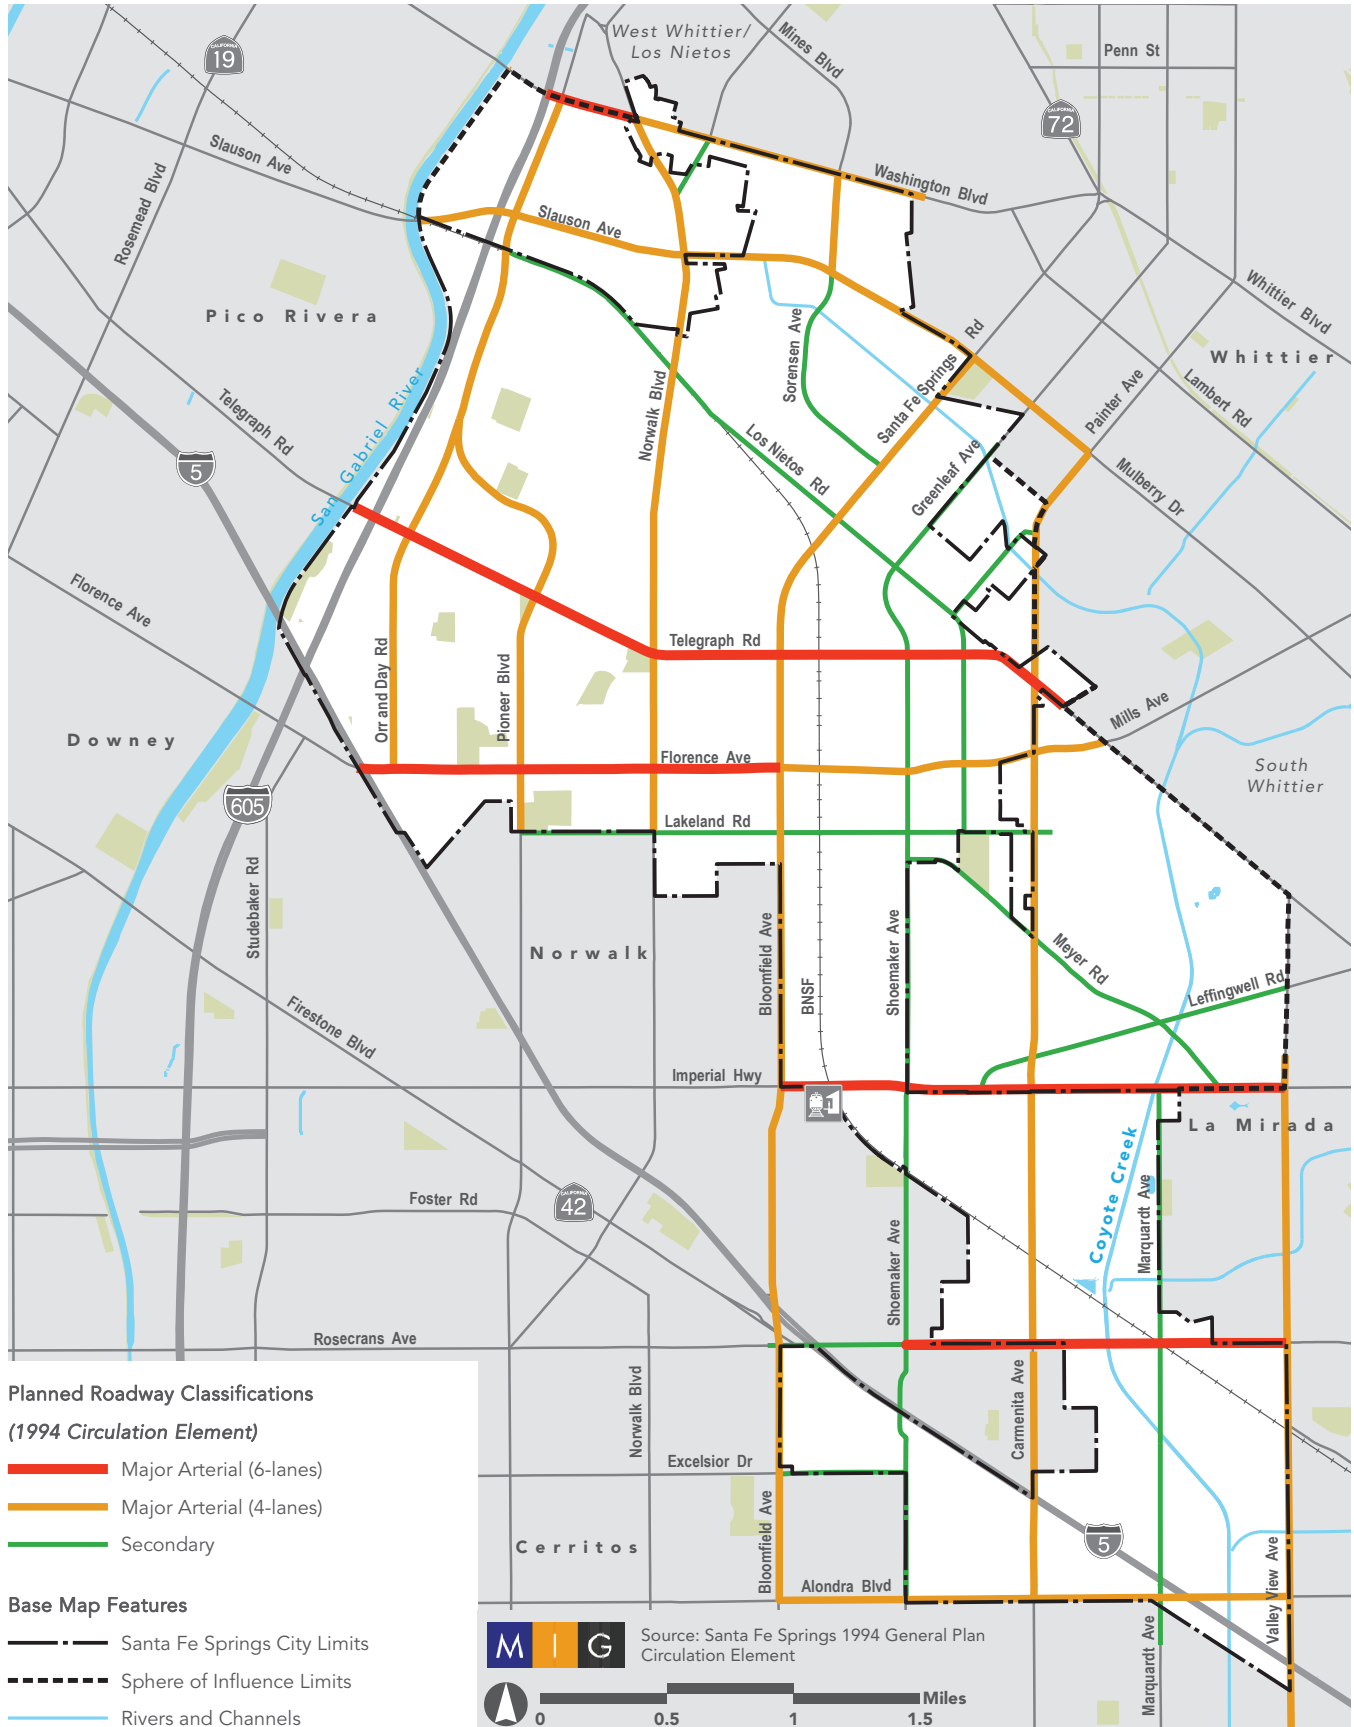 West Whittier/
Los Nietos
Mines Blvd
Penn St
CALIFORNIA
19
CALIFORNIA
72
Slauson Ave
Rosemead Blvd
Washington Blvd
Slauson Ave
Whittier Blvd
Pico Rivera
Sorensen Ave
Santa Fe Springs Rd
Whittier
Lambert Rd
Painter Ave
Telegraph Rd
San Gabriel River
Norwalk Blvd
Los Nietos Rd
Greenleaf Ave
Mulberry Dr
5
Florence Ave
Telegraph Rd
Orr and Day Rd
Pioneer Blvd
Mills Ave
Downey
Florence Ave
South
Whittier
605
Lakeland Rd
Studebaker Rd
Norwalk
Bloomfield Ave
BNSF
Shoemaker Ave
Meyer Rd
Leffingwell Rd
Firestone Blvd
Imperial Hwy
La Mirada
Coyote Creek
Marquardt Ave
Foster Rd
CALIFORNIA
42
Shoemaker Ave
Rosecrans Ave
Norwalk Blvd
Carmenita Ave
Excelsior Dr
Bloomfield Ave
5
Cerritos
Alondra Blvd
Valley View Ave
Marquardt Ave
Planned Roadway Classifications
(1994 Circulation Element)
Major Arterial (6-lanes)
Major Arterial (4-lanes)
Secondary
Base Map Features
Santa Fe Springs City Limits
Sphere of Influence Limits
Rivers and Channels
M I G
Source: Santa Fe Springs 1994 General Plan
Circulation Element
Miles
0 0.5 1 1.5